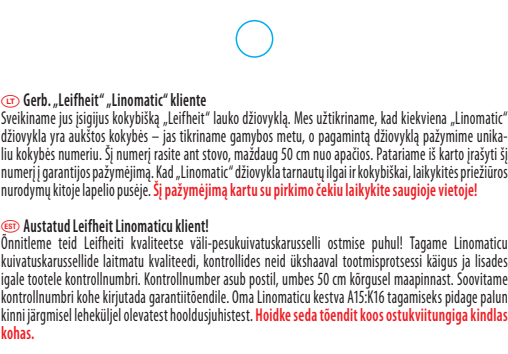 LT Gerb. „Leifheit“ „Linomatic“ kliente
Sveikiname jus įsigijus kokybišką „Leifheit“ lauko džiovyklą. Mes užtikriname, kad kiekviena „Linomatic“
džiovykla yra aukštos kokybės – jas tikriname gamybos metu, o pagamintą džiovyklą pažymime unika-
liu kokybės numeriu. Šį numerį rasite ant stovo, maždaug 50 cm nuo apačios. Patariame iš karto įrašyti šį
numerį į garantijos pažymėjimą. Kad „Linomatic“ džiovykla tarnautų ilgai ir kokybiškai, laikykitės priežiūros
nurodymų kitoje lapelio pusėje. Šį pažymėjimą kartu su pirkimo čekiu laikykite saugioje vietoje!
EST Austatud Leifheit Linomaticu klient!
Õnnitleme teid Leifheiti kvaliteetse väli-pesukuivatuskarusselli ostmise puhul! Tagame Linomaticu
kuivatuskarussellide laitmatu kvaliteedi, kontrollides neid ükshaaval tootmisprotsessi käigus ja lisades
igale tootele kontrollnumbri. Kontrollnumber asub postil, umbes 50 cm kõrgusel maapinnast. Soovitame
kontrollnumbri kohe kirjutada garantiitõendile. Oma Linomaticu kestva A15:K16 tagamiseks pidage palun
kinni järgmisel leheküljel olevatest hooldusjuhistest. Hoidke seda tõendit koos ostukviitungiga kindlas
kohas.